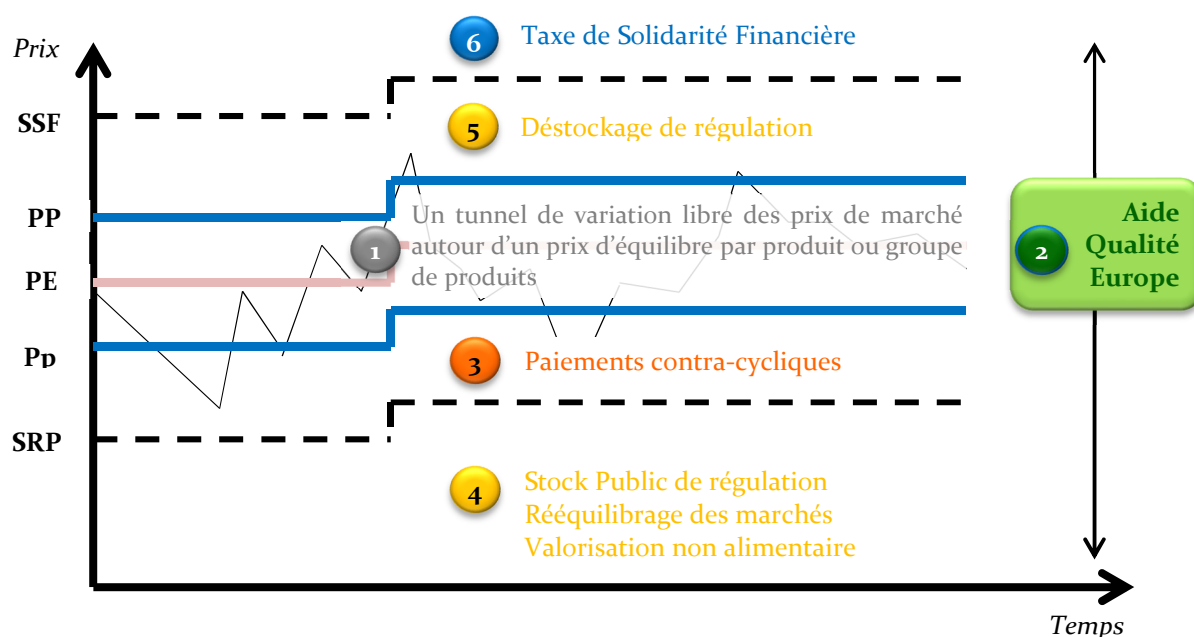 Prix
6 Taxe de Solidarité Financière
SSF
5 Déstockage de régulation
PP
1 Un tunnel de variation libre des prix de marché
autour d'un prix d'équilibre par produit ou groupe
de produits
2 Aide
Qualité
Europe
PE
Pp
3 Paiements contra-cycliques
SRP
4 Stock Public de régulation
Rééquilibrage des marchés
Valorisation non alimentaire
Temps